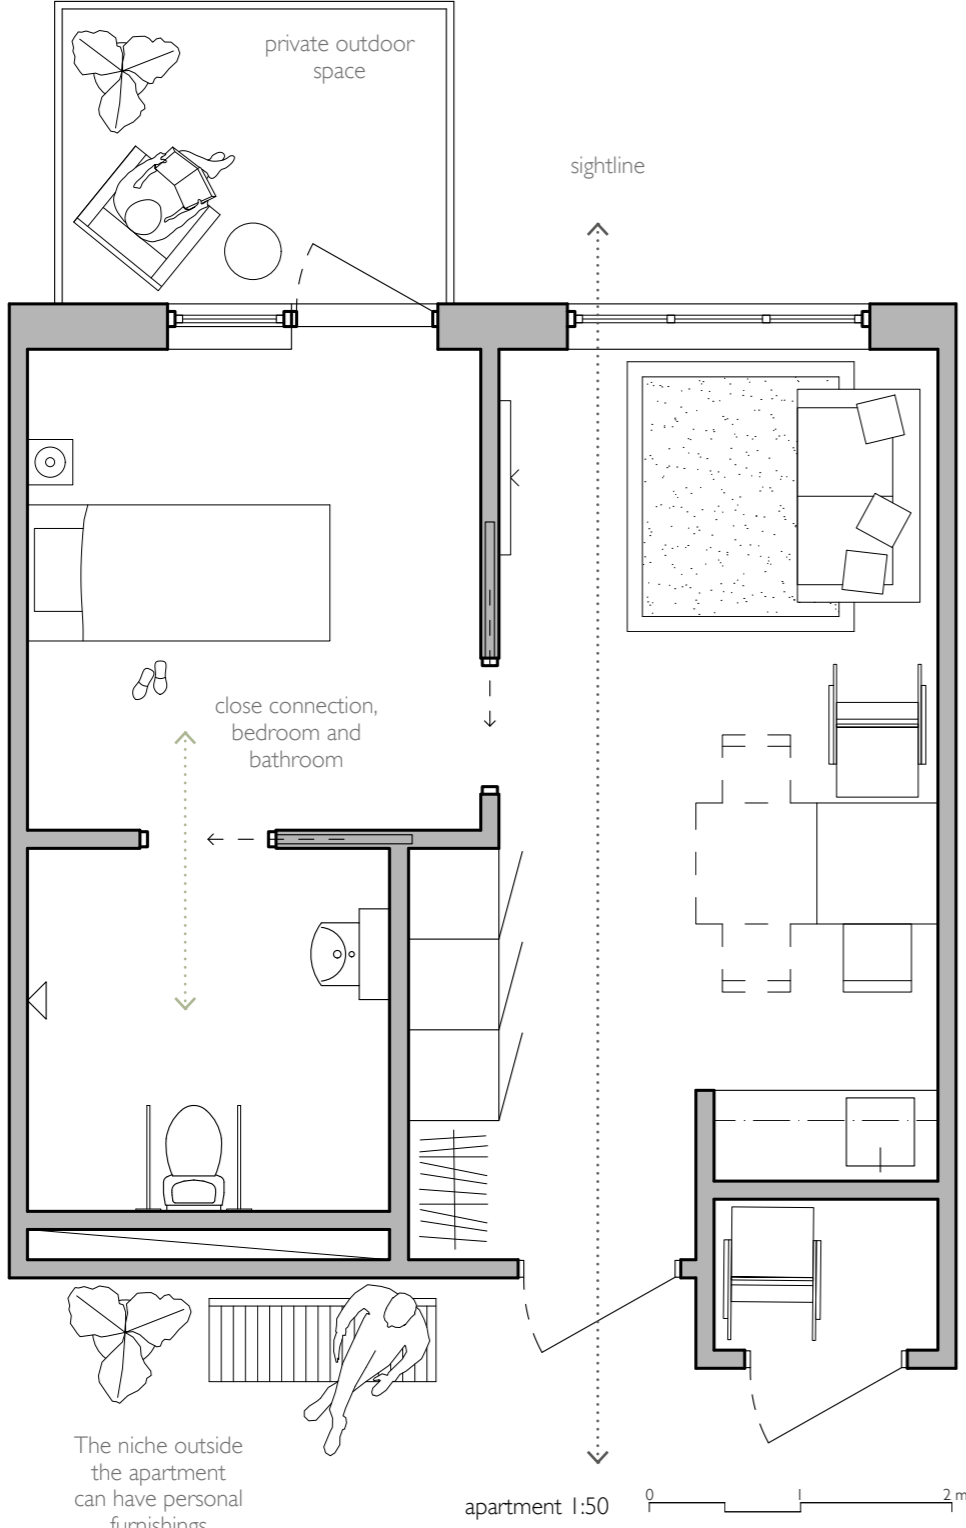 private outdoor
space
sightline
close connection,
bedroom and
bathroom
The niche outside
the apartment
can have personal
furnishings
apartment 1:50
0 1 2 m